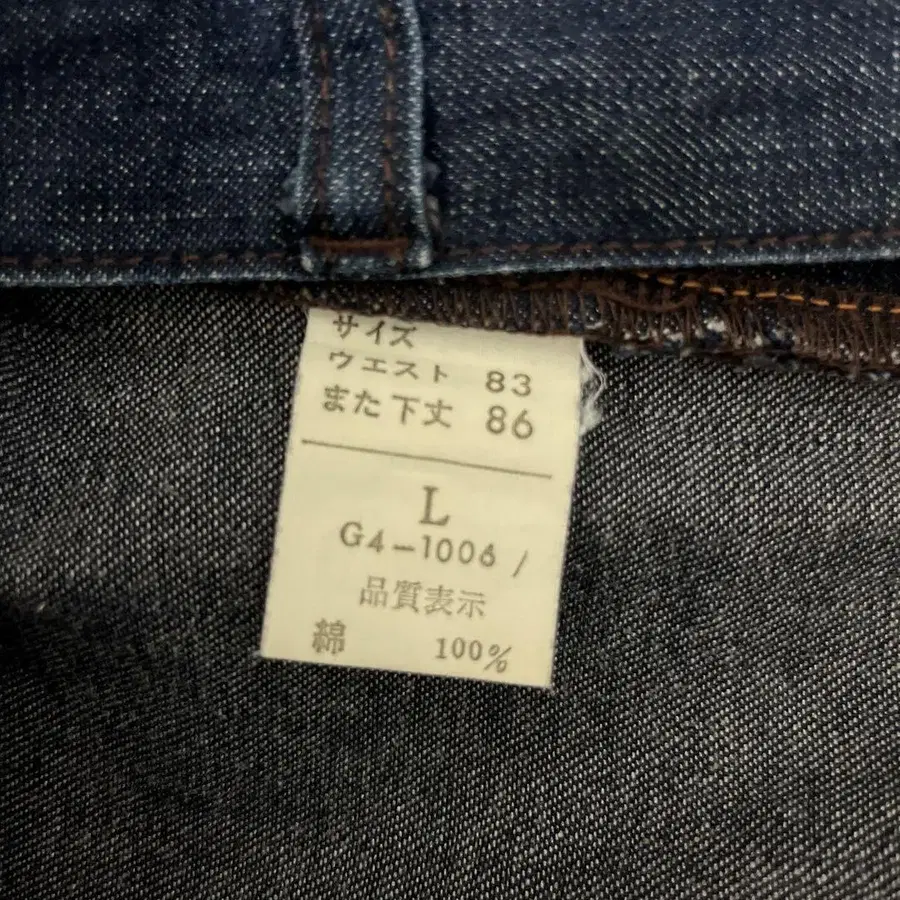 サイズ
ウエスト 83
また下丈 86
L
G4-1006 /
品質表示
綿 100%